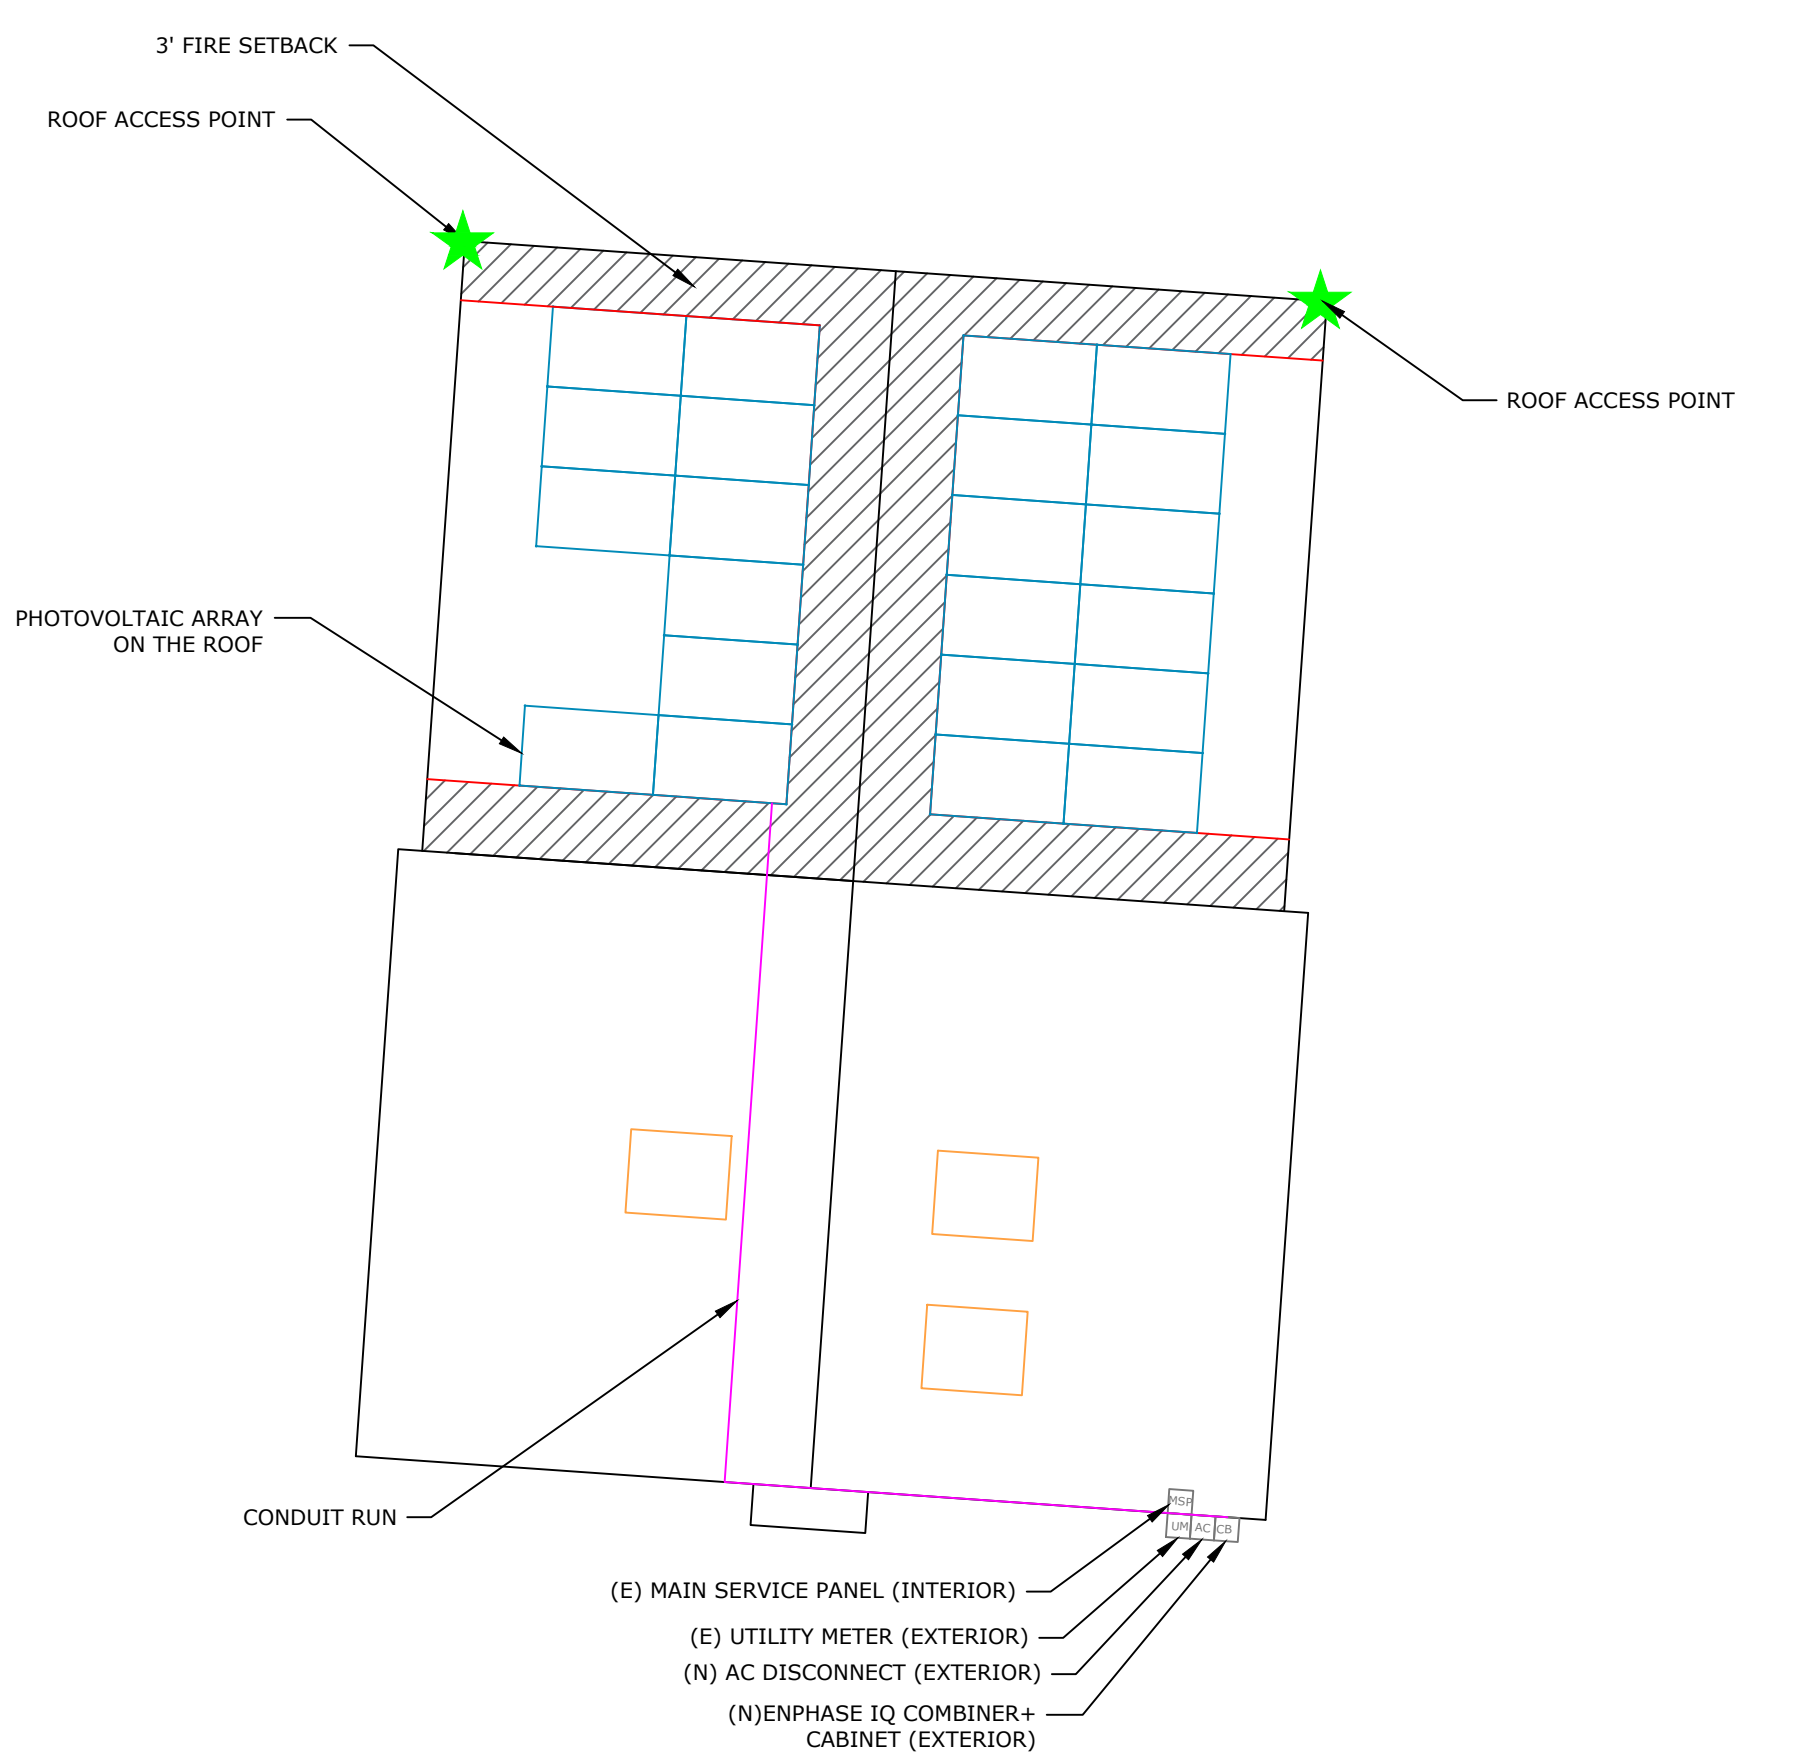 3' FIRE SETBACK
ROOF ACCESS POINT
ROOF ACCESS POINT
PHOTOVOLTAIC ARRAY
ON THE ROOF
CONDUIT RUN
MSP
UM
AC
CB
(E) MAIN SERVICE PANEL (INTERIOR)
(E) UTILITY METER (EXTERIOR)
(N) AC DISCONNECT (EXTERIOR)
(N)ENPHASE IQ COMBINER+
CABINET (EXTERIOR)